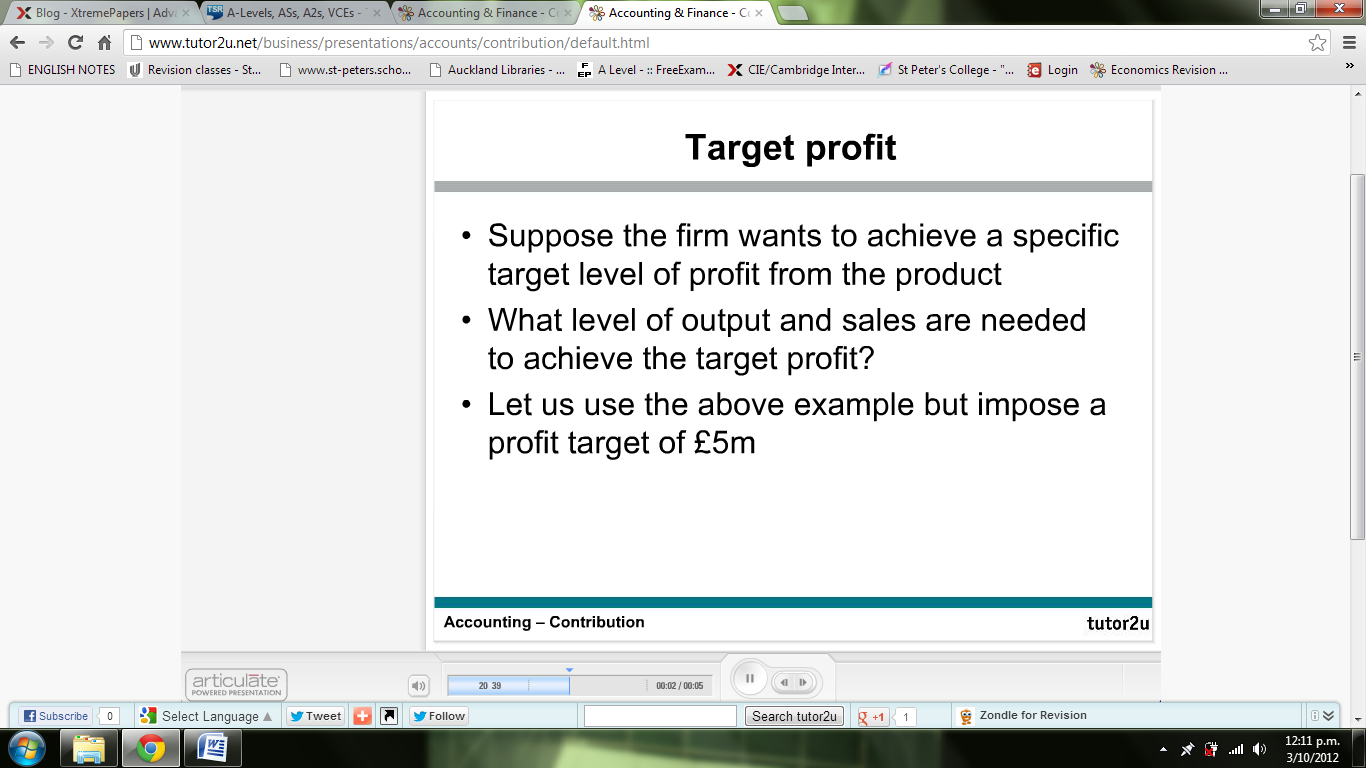 Blog - XtremePapers | Adva
A-Levels, ASs, A2s, VCEs -
Accounting & Finance - Co
Accounting & Finance - Co
www.tutor2u.net/business/presentations/accounts/contribution/default.html
ENGLISH NOTES
Revision classes - St...
www.st-peters.scho...
Auckland Libraries - ...
A Level - :: FreeExam...
CIE/Cambridge Inter...
St Peter's College - "...
Login
Economics Revision ...
Target profit
• Suppose the firm wants to achieve a specific
target level of profit from the product
• What level of output and sales are needed
to achieve the target profit?
• Let us use the above example but impose a
profit target of £5m
Accounting – Contribution
tutor2u
articulate
POWERED PRESENTATION
20 39
00:02 / 00:05
Subscribe 0
Select Language
Tweet
Follow
Search tutor2u
+1 1
Zondle for Revision
12:11 p.m.
3/10/2012